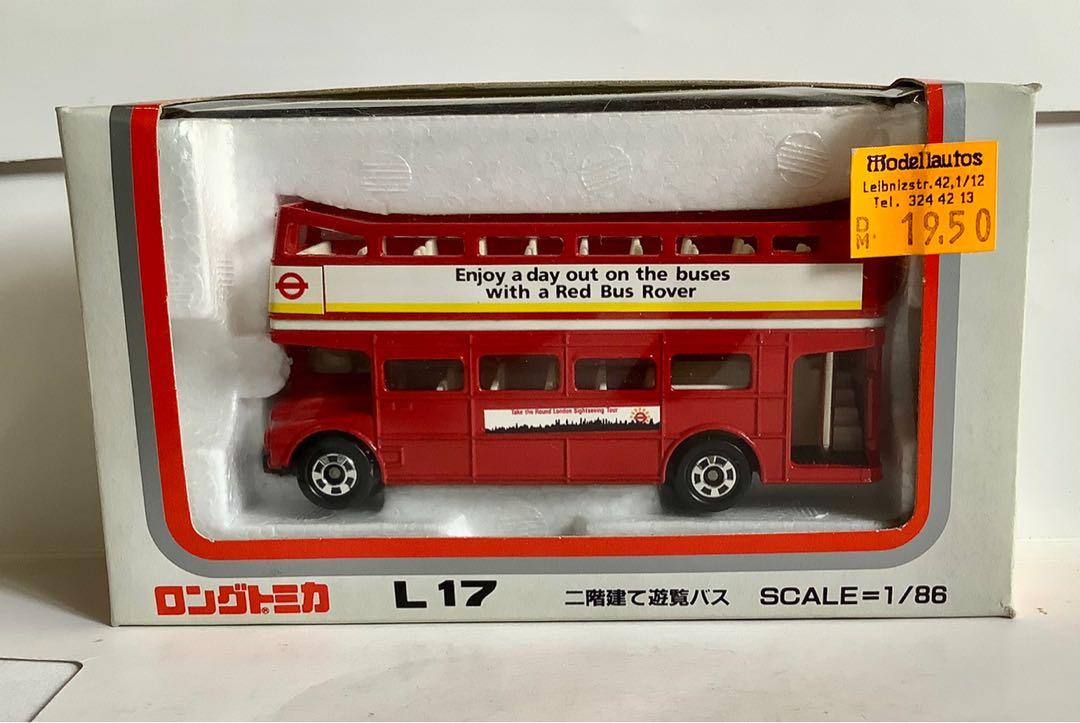 Modellautos
Leibnizstr. 42, 1/12
Tel. 324 42 13
DM. 19.50
Enjoy a day out on the buses
with a Red Bus Rover
Take the Round London Sightseeing Tour
ロングトミカ® L17 二階建て遊覧バス SCALE=1/86